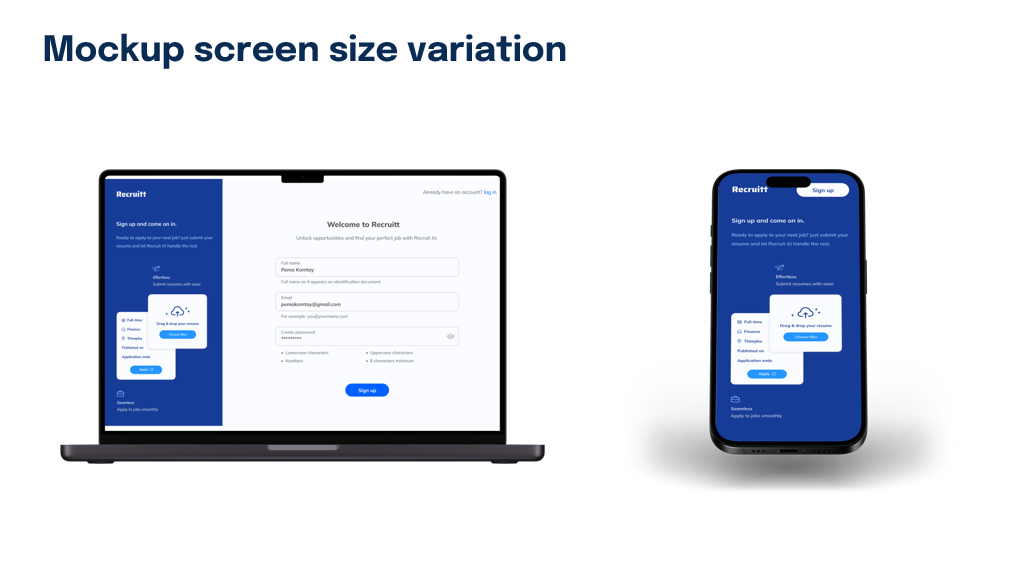 Mockup screen size variation
Recruitt
Sign up and come on in.
Ready to apply to your next job? just submit your
resume and let Recruit AI handle the rest.
Effortless
Submit resumes with ease
Drag & drop your resume
Choose files
Full-time
Finance
Thimphu
Published on
Application ends
Apply
Seamless
Apply to jobs smoothly
Already have an account? log in
Welcome to Recruitt
Unlock opportunities and find your perfect job with Recruit AI.
Full name
Pema Komtay
Full name as it appears on identification document
Email
pemakomtay@gmail.com
For example 'you@yourname.com'
Create password
*********
Lowercase characters
Uppercase characters
Numbers
8 characters minimum
Sign up
Recruitt
Sign up
Sign up and come on in.
Ready to apply to your next job? just submit your
resume and let Recruit AI handle the rest.
Effortless
Submit resumes with ease
Drag & drop your resume
Choose files
Full-time
Finance
Thimphu
Published on
Application ends
Apply
Seamless
Apply to jobs smoothly